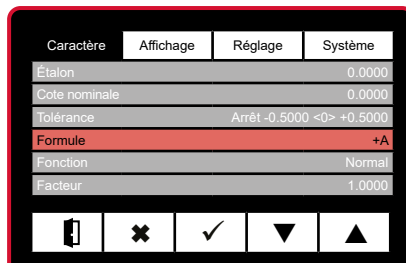 Caractère Affichage Réglage Système
Étalon 0.0000
Cote nominale 0.0000
Tolérance Arrêt -0.5000 <0> +0.5000
Formule +A
Fonction Normal
Facteur 1.0000